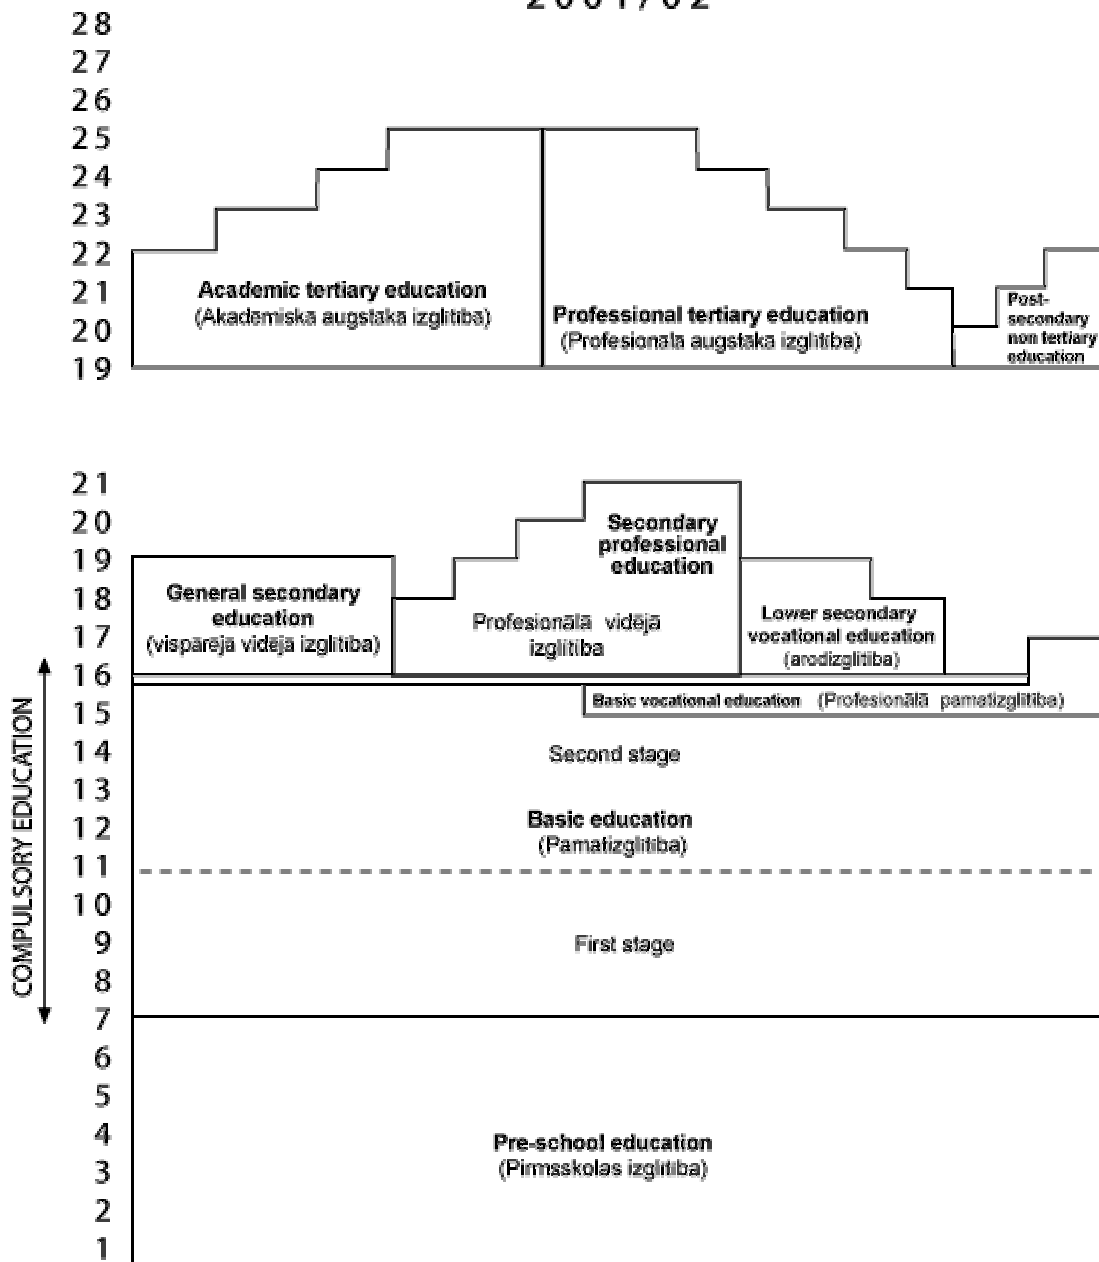 28
27
26
25
24
23
22
21
20
19
Academic tertiary education
(Akadēmiskā augstākā izglītība)
Professional tertiary education
(Profesionālā augstākā izglītība)
Post-
secondary
non tertiary
education
21
20
19
18
17
16
15
14
13
12
11
10
9
8
7
6
5
4
3
2
1
COMPULSORY EDUCATION
General secondary
education
(vispārējā vidējā izglītība)
Secondary
professional
education
Profesionālā vidējā
izglītība
Lower secondary
vocational education
(arodizglītība)
Basic vocational education (Profesionālā pamatizglītība)
Second stage
Basic education
(Pamatizglītība)
First stage
Pre-school education
(Pirmsskolas izglītība)